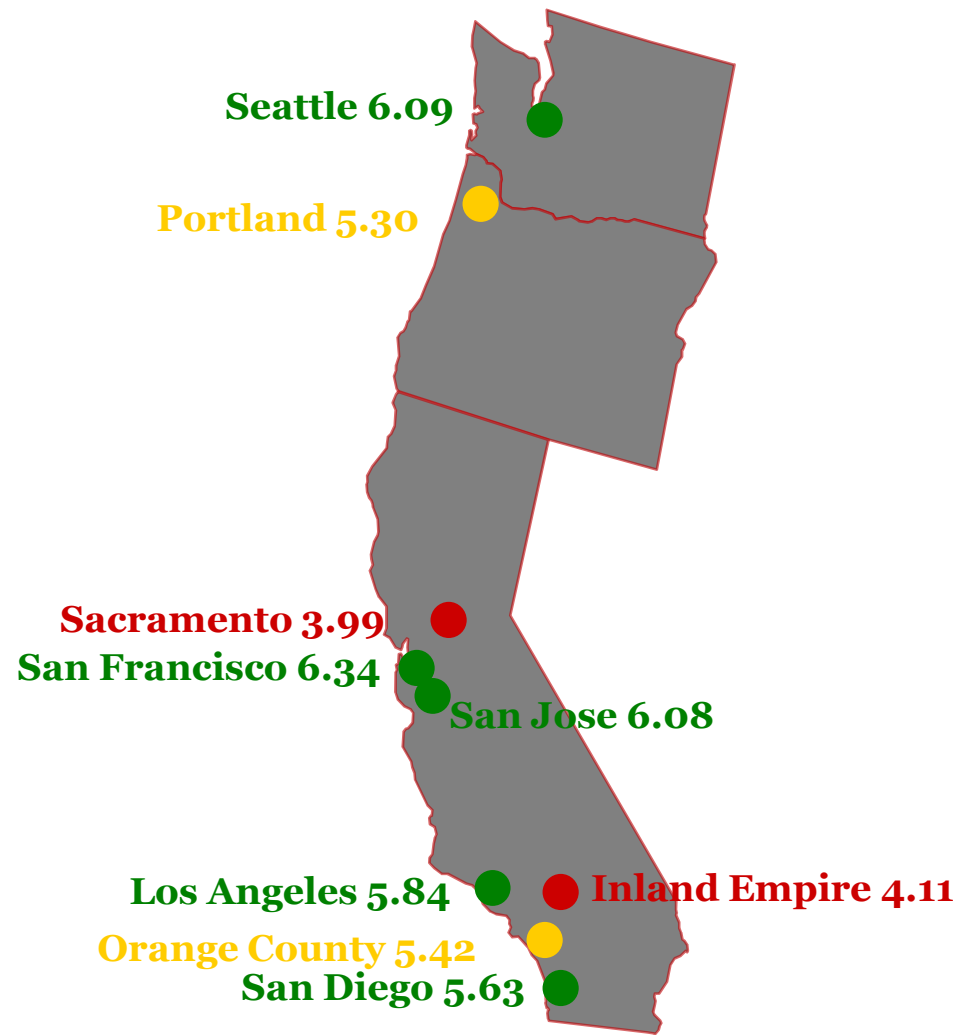 Seattle 6.09
Portland 5.30
Sacramento 3.99
San Francisco 6.34
San Jose 6.08
Los Angeles 5.84
Inland Empire 4.11
Orange County 5.42
San Diego 5.63